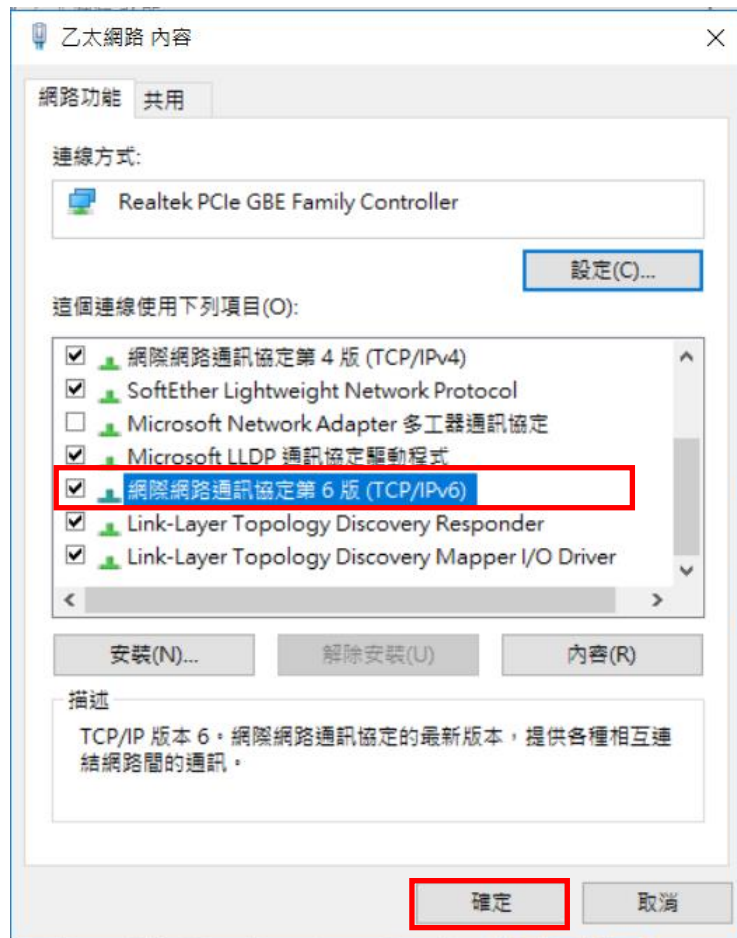 乙太網路 內容
網路功能 共用
連線方式:
Realtek PCIe GBE Family Controller
設定(C)...
這個連線使用下列項目(O):
網際網路通訊協定第 4 版 (TCP/IPv4)
SoftEther Lightweight Network Protocol
Microsoft Network Adapter 多工器通訊協定
Microsoft LLDP 通訊協定驅動程式
網際網路通訊協定第 6 版 (TCP/IPv6)
Link-Layer Topology Discovery Responder
Link-Layer Topology Discovery Mapper I/O Driver
安裝(N)... 解除安裝(U) 內容(R)
描述
TCP/IP 版本 6。網際網路通訊協定的最新版本，提供各種相互連
結網路間的通訊。
確定 取消